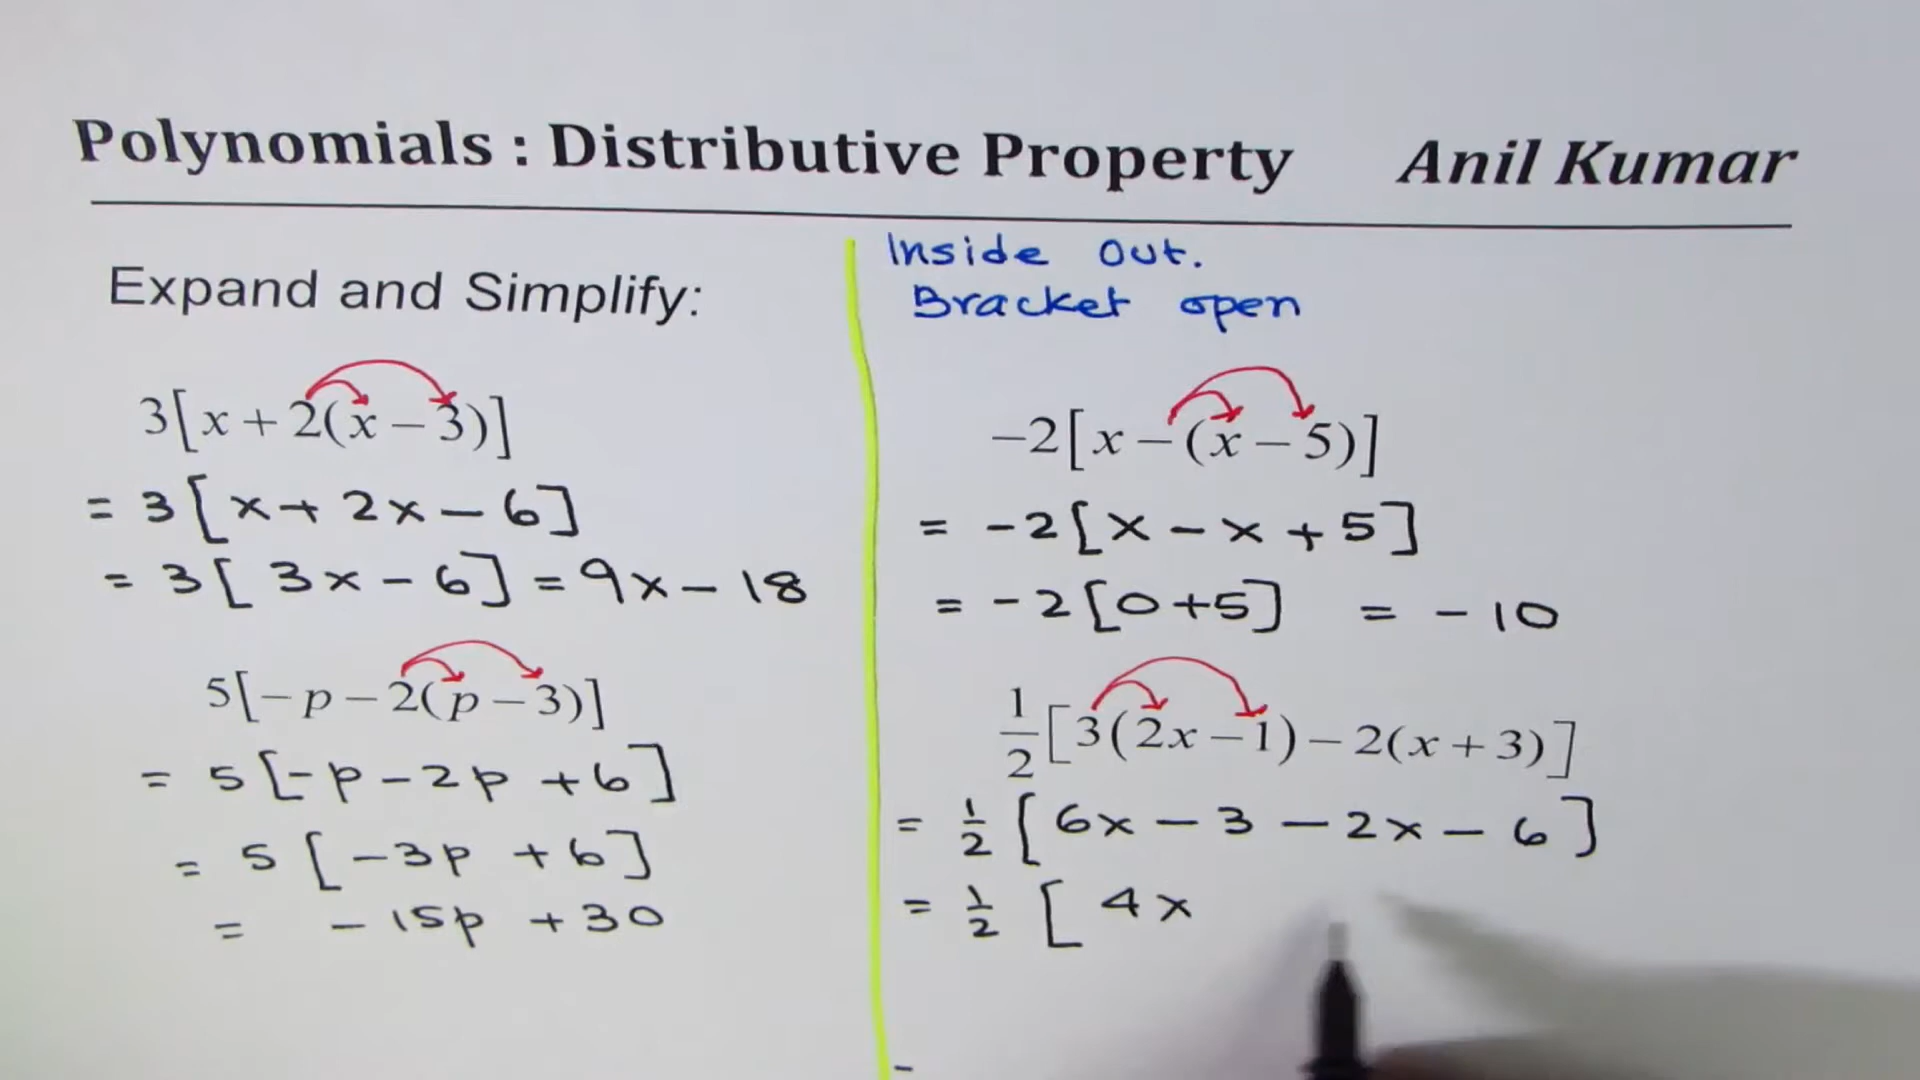 Polynomials : Distributive Property Anil Kumar
Expand and Simplify:
3[x + 2(x − 3)]
= 3[x + 2x − 6]
= 3[3x − 6] = 9x − 18
5[−p − 2(p − 3)]
= 5[−p − 2p + 6]
= 5[−3p + 6]
= −15p + 30
Inside Out.
Bracket open
−2[x − (x − 5)]
= −2[x − x + 5]
= −2[0+5] = −10
1/2[3(2x − 1) − 2(x + 3)]
= 1/2[6x − 3 − 2x − 6]
= 1/2[4x